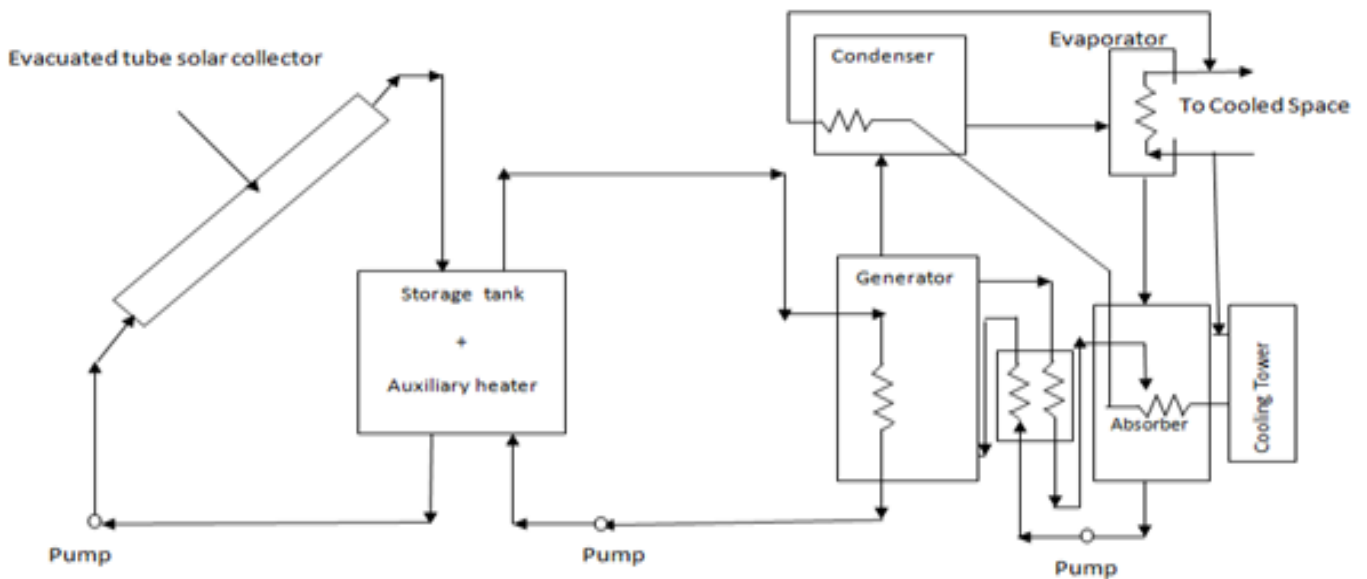 Evaporator
Condenser
Evacuated tube solar collector
To Cooled Space
Generator
Storage tank
+
Auxiliary heater
Cooling Tower
Absorber
Pump
Pump
Pump